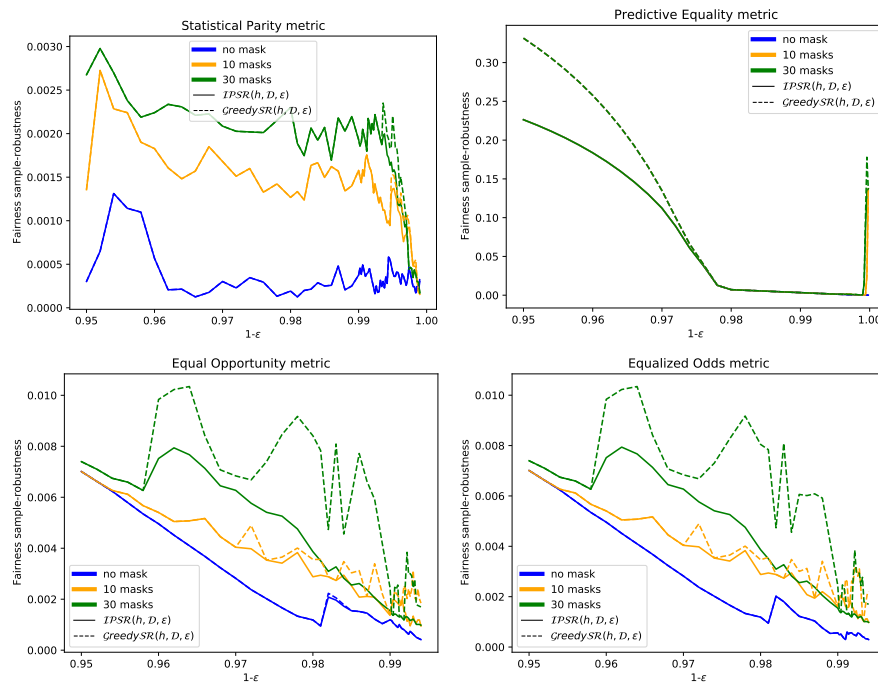 Statistical Parity metric
Fairness sample-robustness
0.0030
0.0025
0.0020
0.0015
0.0010
0.0005
0.0000
no mask
10 masks
30 masks
𝓘𝓟𝓢𝓡(h, 𝓓, ε)
𝓖reedy𝓢𝓡(h, 𝓓, ε)
0.95 0.96 0.97 0.98 0.99 1.00
1-ε
Predictive Equality metric
Fairness sample-robustness
0.30
0.25
0.20
0.15
0.10
0.05
0.00
no mask
10 masks
30 masks
𝓘𝓟𝓢𝓡(h, 𝓓, ε)
𝓖reedy𝓢𝓡(h, 𝓓, ε)
0.95 0.96 0.97 0.98 0.99 1.00
1-ε
Equal Opportunity metric
Fairness sample-robustness
0.010
0.008
0.006
0.004
0.002
0.000
no mask
10 masks
30 masks
𝓘𝓟𝓢𝓡(h, 𝓓, ε)
𝓖reedy𝓢𝓡(h, 𝓓, ε)
0.95 0.96 0.97 0.98 0.99
1-ε
Equalized Odds metric
Fairness sample-robustness
0.010
0.008
0.006
0.004
0.002
0.000
no mask
10 masks
30 masks
𝓘𝓟𝓢𝓡(h, 𝓓, ε)
𝓖reedy𝓢𝓡(h, 𝓓, ε)
0.95 0.96 0.97 0.98 0.99
1-ε